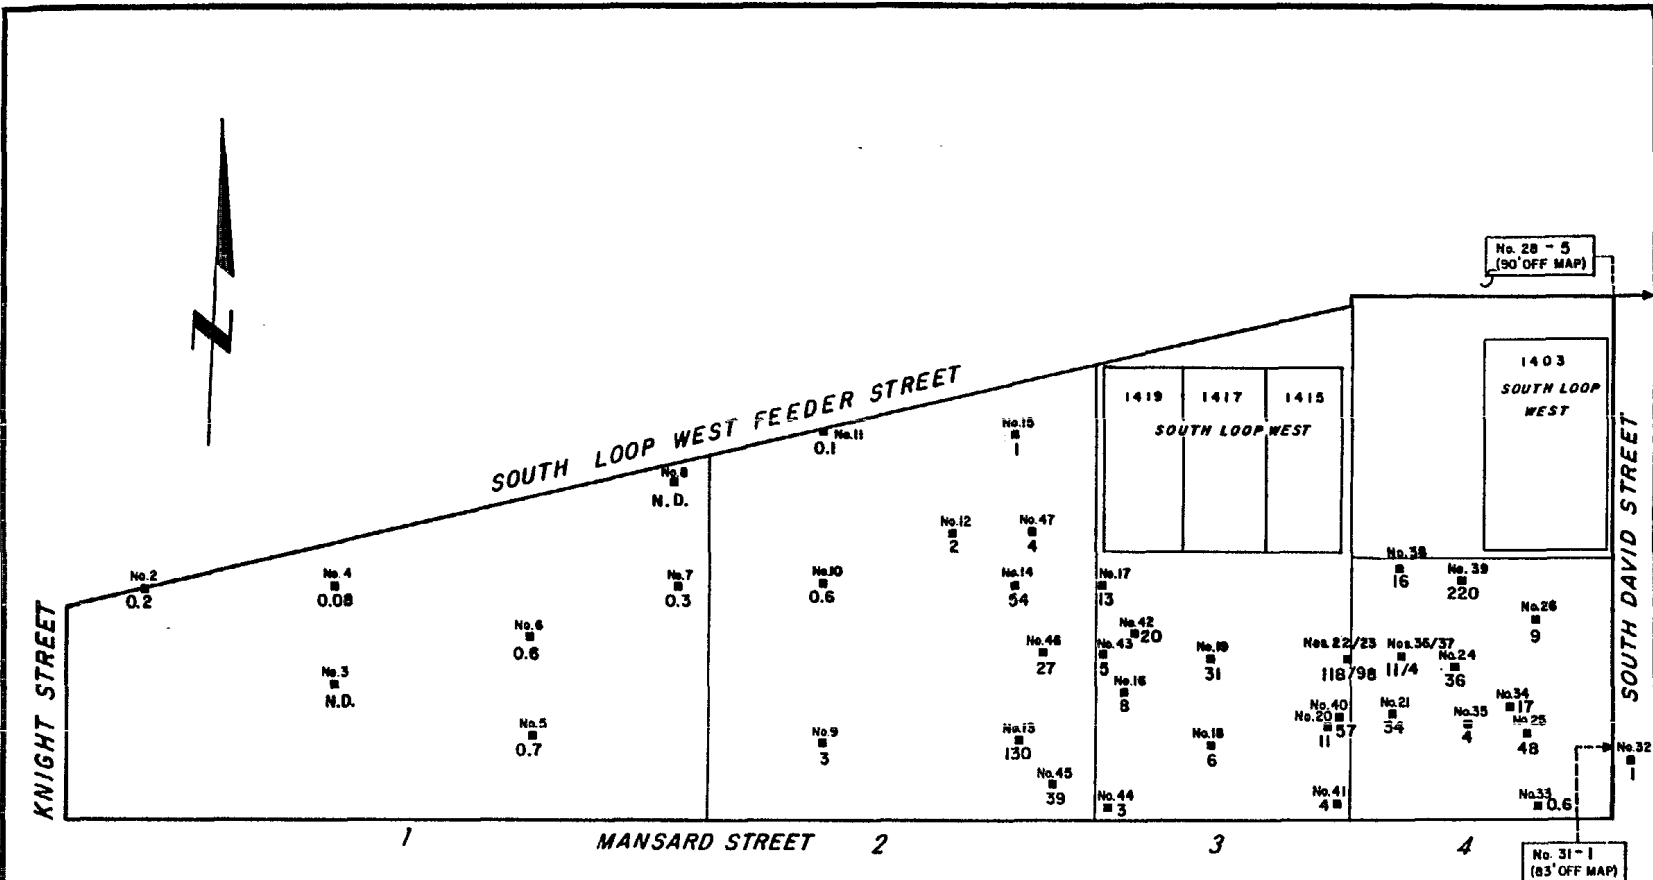 No. 28 - 5
(90' OFF MAP)
N
1403
SOUTH LOOP
WEST
1419
1417
1415
SOUTH LOOP WEST
SOUTH LOOP WEST FEEDER STREET
No.11
0.1
No.15
1
No.8
N.D.
No.12
2
No.47
4
No.2
0.2
No.4
0.08
No.7
0.3
No.10
0.6
No.14
54
No.17
13
No.38
16
No. 39
220
No.26
9
No.6
0.6
No.46
27
No.42
20
No.43
5
No.19
31
Nos.22/23
118/98
Nos.36/37
11/4
No.24
36
No.3
N.D.
No.16
8
No.5
0.7
No.9
3
No.13
130
No.18
6
No.40
57
No.20
11
No.21
No.35
4
No.34
17
No.25
48
No.32
No.45
39
No.44
3
No.41
4
No.33
0.6
KNIGHT STREET
SOUTH DAVID STREET
1
MANSARD STREET
2
3
4
No. 31 - 1
(83' OFF MAP)